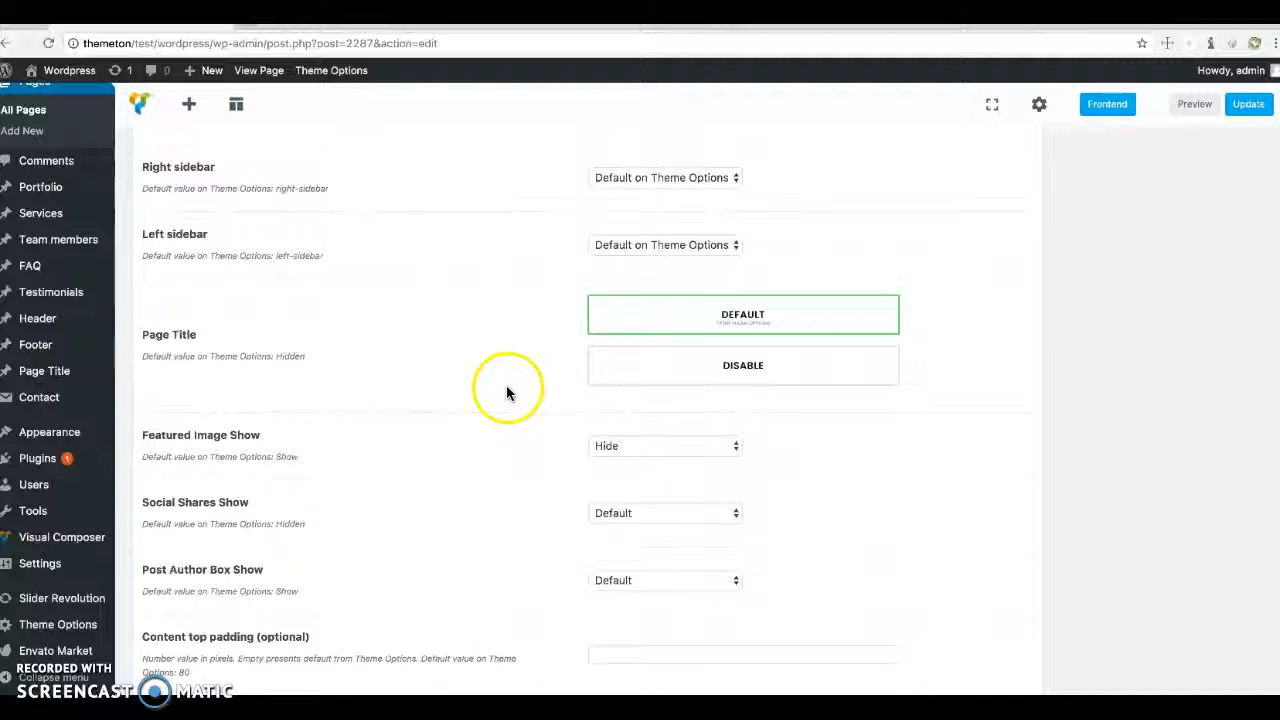 themeton/test/wordpress/wp-admin/post.php?post=2287&action=edit
WordPress 1 0 New View Page Theme Options Howdy, admin
Pages
All Pages
Add New
Comments
Portfolio
Services
Team members
FAQ
Testimonials
Header
Footer
Page Title
Contact
Appearance
Plugins 1
Users
Tools
Visual Composer
Settings
Slider Revolution
Theme Options
Envato Market
Collapse menu
Frontend Preview Update
Right sidebar
Default value on Theme Options: right-sidebar
Default on Theme Options
Left sidebar
Default value on Theme Options: left-sidebar
Default on Theme Options
Page Title
Default value on Theme Options: Hidden
DEFAULT
FROM THEME OPTIONS
DISABLE
Featured Image Show
Default value on Theme Options: Show
Hide
Social Shares Show
Default value on Theme Options: Hidden
Default
Post Author Box Show
Default value on Theme Options: Show
Default
Content top padding (optional)
Number value in pixels. Empty presents default from Theme Options. Default value on Theme
Options: 80
RECORDED WITH
SCREENCAST MATIC